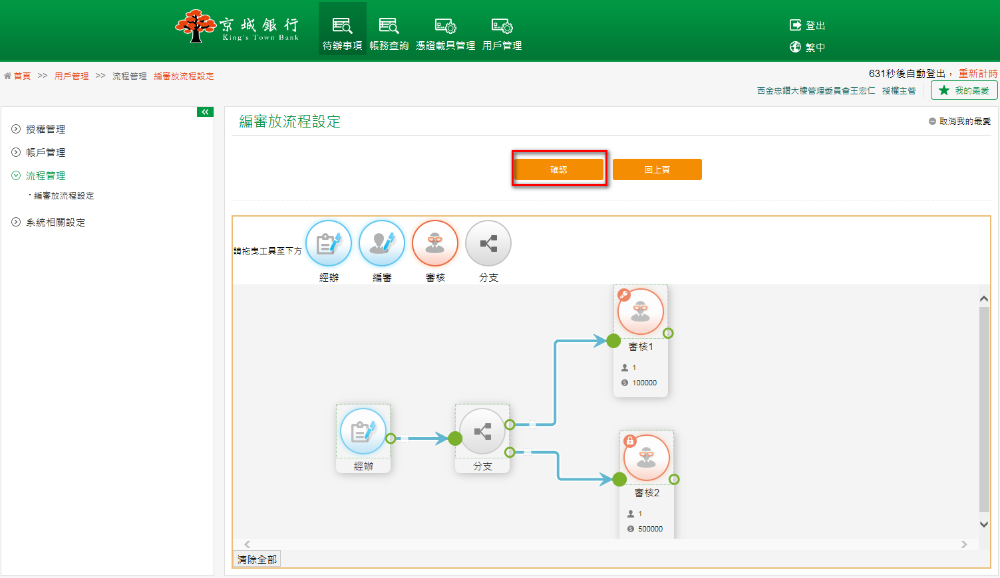 京城銀行
King's Town Bank
待辦事項
帳務查詢
憑證載具管理
用戶管理
登出
繁中
首頁 >> 用戶管理 >> 流程管理 編審放流程設定
631秒後自動登出， 重新計時
西金忠鑽大樓管理委員會王宏仁 授權主管
我的最愛
授權管理
帳戶管理
流程管理
‧編審放流程設定
系統相關設定
編審放流程設定
取消我的最愛
確認
回上頁
請拖曳工具至下方
經辦
編審
審核
分支
審核1
1
100000
經辦
分支
審核2
1
500000
清除全部